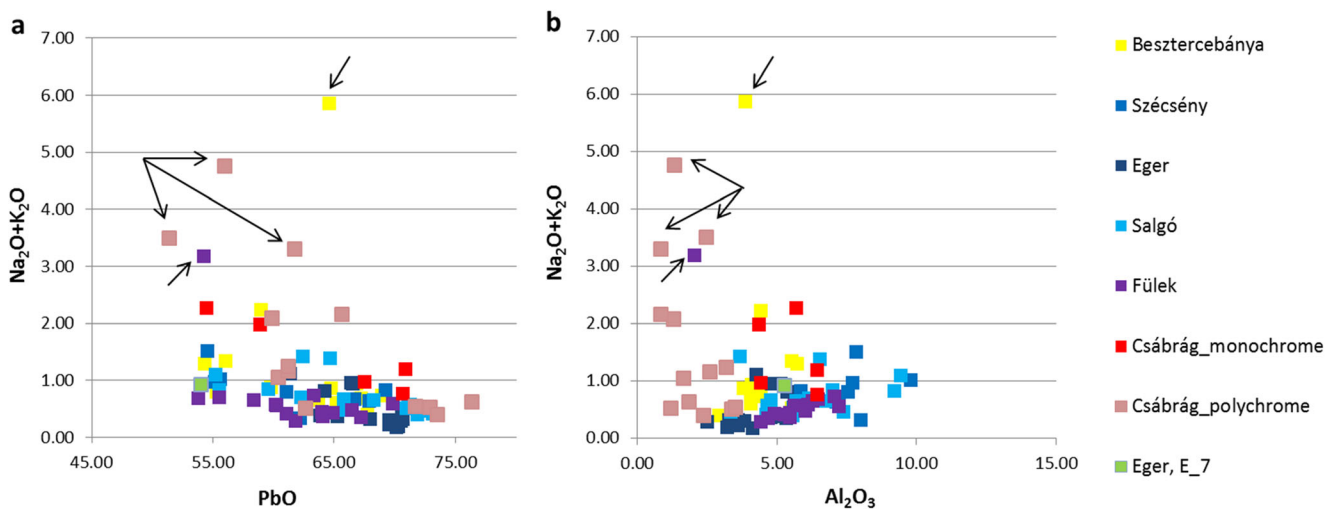 a
7.00
6.00
5.00
4.00
3.00
2.00
1.00
0.00
Na₂O+K₂O
45.00 55.00 65.00 75.00
PbO
b
7.00
6.00
5.00
4.00
3.00
2.00
1.00
0.00
Na₂O+K₂O
0.00 5.00 10.00 15.00
Al₂O₃
Besztercebánya
Szécsény
Eger
Salgó
Fülek
Csábrág_monochrome
Csábrág_polychrome
Eger, E_7